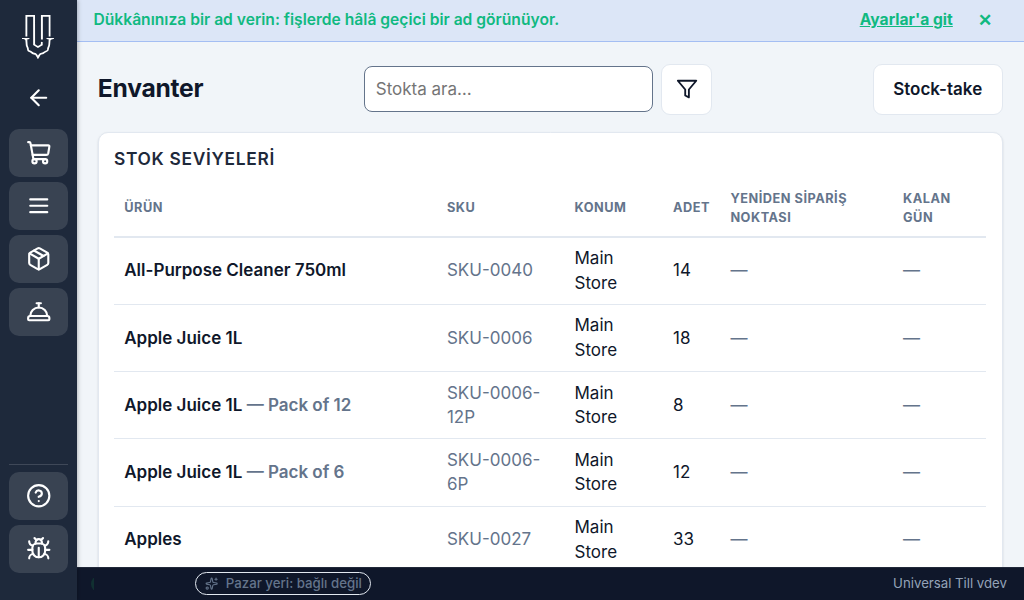 Dükkânınıza bir ad verin: fişlerde hâlâ geçici bir ad görünüyor. Ayarlar'a git ✕
Envanter
Stokta ara...
Stock-take
STOK SEVİYELERİ
ÜRÜN SKU KONUM ADET YENİDEN SİPARİŞ NOKTASI KALAN GÜN
All-Purpose Cleaner 750ml SKU-0040 Main Store 14 — —
Apple Juice 1L SKU-0006 Main Store 18 — —
Apple Juice 1L — Pack of 12 SKU-0006-12P Main Store 8 — —
Apple Juice 1L — Pack of 6 SKU-0006-6P Main Store 12 — —
Apples SKU-0027 Main Store 33 — —
Pazar yeri: bağlı değil
Universal Till vdev